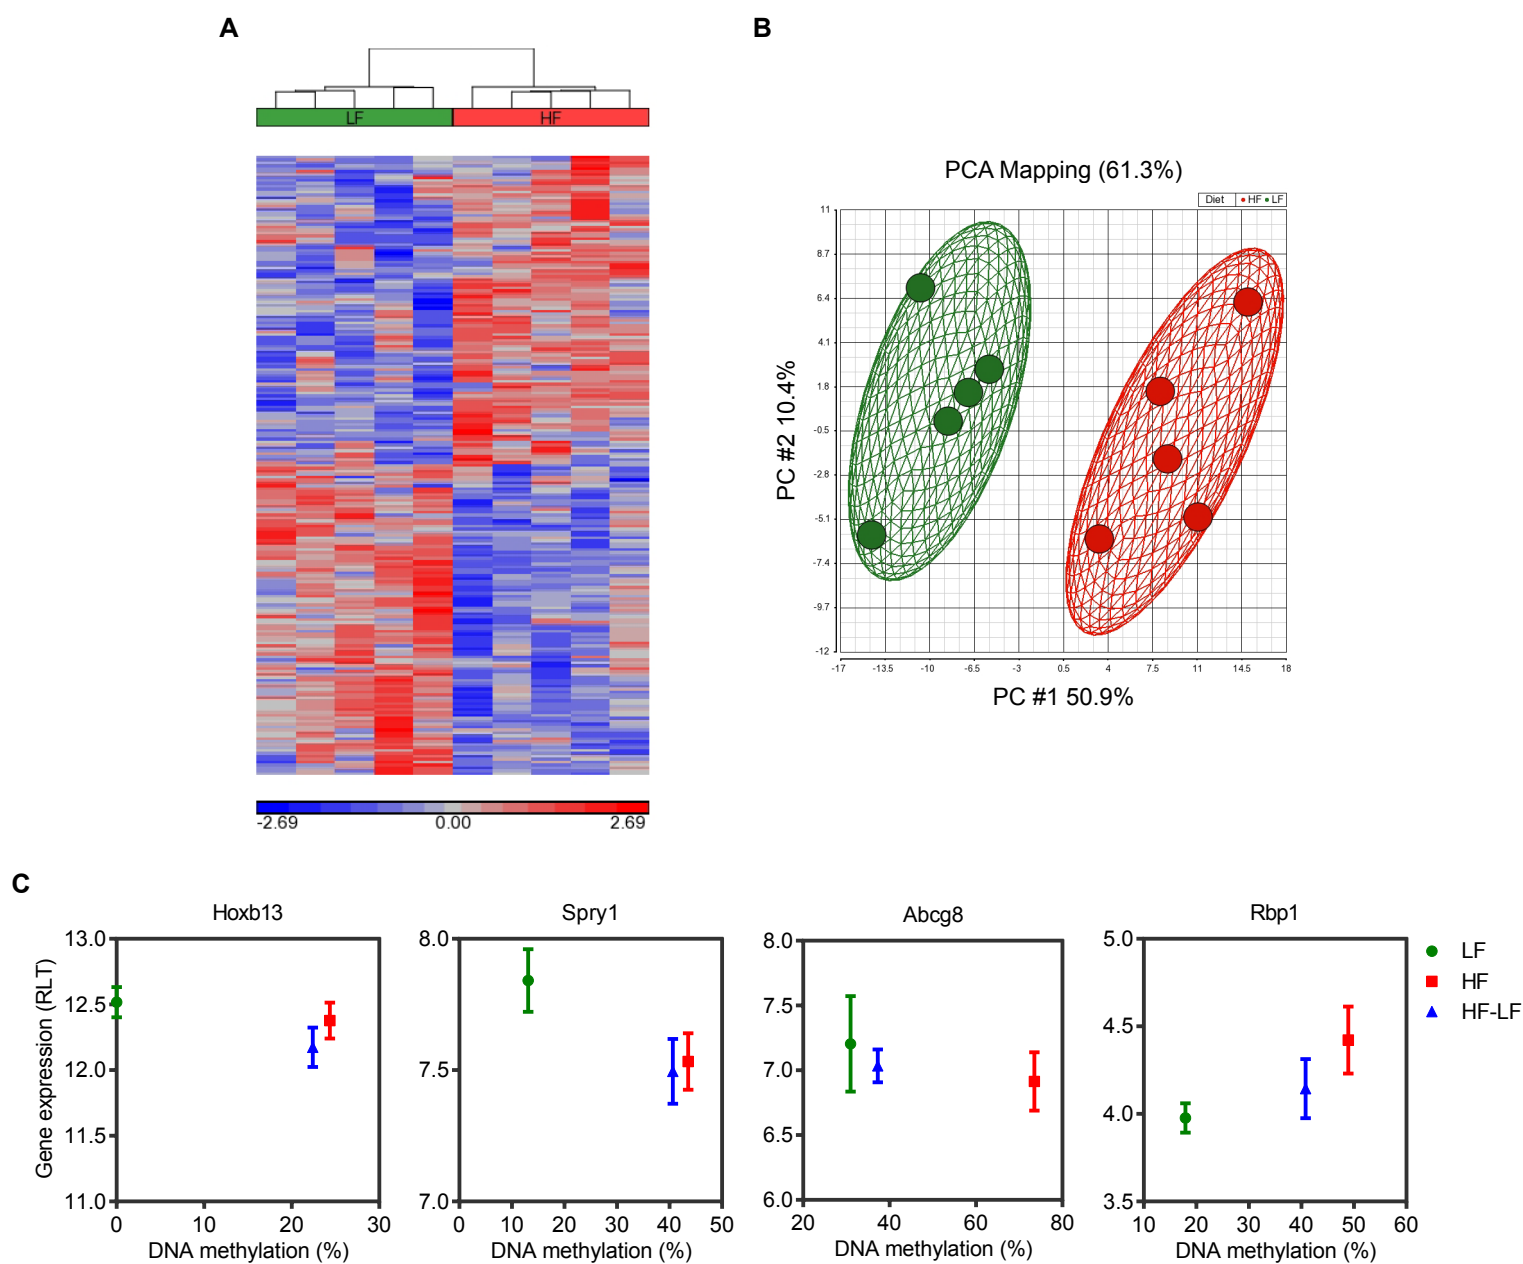 A
LF HF
-2.69 0.00 2.69
B
PCA Mapping (61.3%)
Diet HF LF
11
8.7
6.4
4.1
1.8
-0.5
-2.8
-5.1
-7.4
-9.7
-12
PC #2 10.4%
-17 -13.5 -10 -6.5 -3 0.5 4 7.5 11 14.5 18
PC #1 50.9%
C
Gene expression (RLT)
Hoxb13
13.0
12.5
12.0
11.5
11.0
0 10 20 30
DNA methylation (%)
Spry1
8.0
7.5
7.0
0 10 20 30 40 50
DNA methylation (%)
Abcg8
8.0
7.5
7.0
6.5
6.0
20 40 60 80
DNA methylation (%)
Rbp1
5.0
4.5
4.0
3.5
10 20 30 40 50 60
DNA methylation (%)
LF
HF
HF-LF